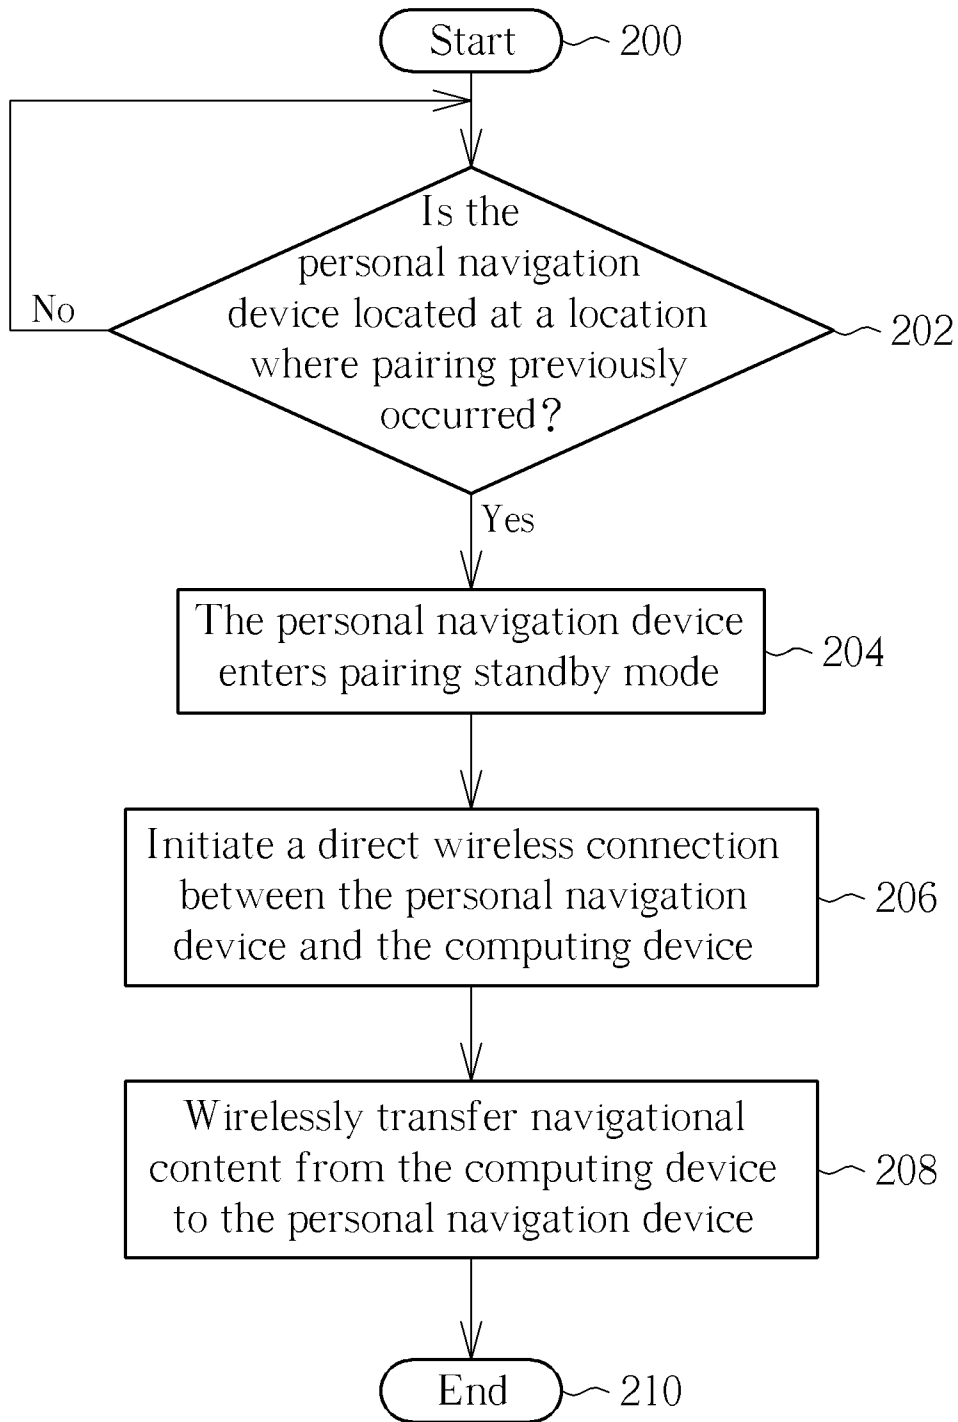 Start
200
Is the
personal navigation
device located at a location
where pairing previously
occurred?
No
202
Yes
The personal navigation device
enters pairing standby mode
204
Initiate a direct wireless connection
between the personal navigation
device and the computing device
206
Wirelessly transfer navigational
content from the computing device
to the personal navigation device
208
End
210